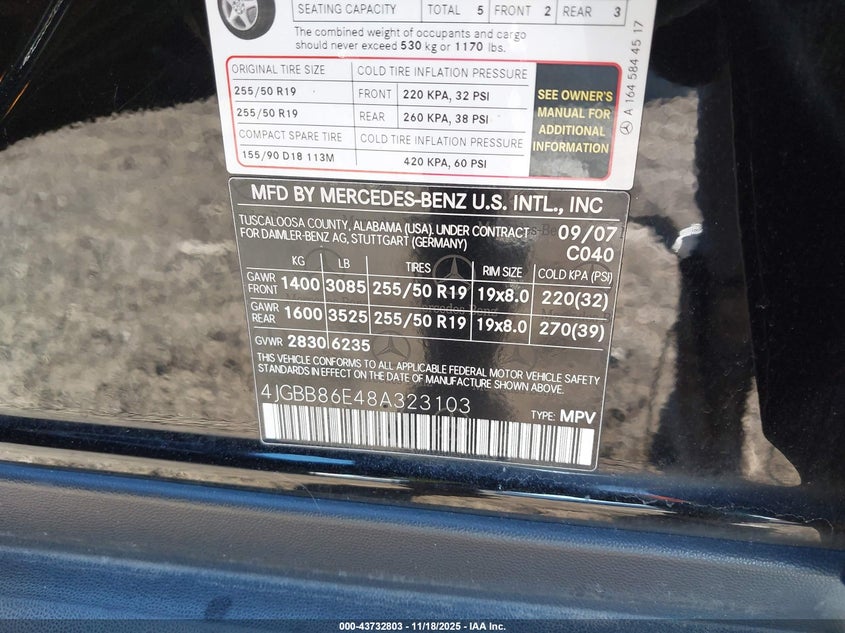 SEATING CAPACITY TOTAL 5 FRONT 2 REAR 3
The combined weight of occupants and cargo
should never exceed 530 kg or 1170 lbs.
ORIGINAL TIRE SIZE COLD TIRE INFLATION PRESSURE
255/50 R19 FRONT 220 KPA, 32 PSI
255/50 R19 REAR 260 KPA, 38 PSI
COMPACT SPARE TIRE COLD TIRE INFLATION PRESSURE
155/90 D18 113M 420 KPA, 60 PSI
SEE OWNER'S
MANUAL FOR
ADDITIONAL
INFORMATION
A 164 584 45 17
MFD BY MERCEDES-BENZ U.S. INTL., INC
TUSCALOOSA COUNTY, ALABAMA (USA). UNDER CONTRACT
FOR DAIMLER-BENZ AG, STUTTGART (GERMANY)
09/07
C040
KG LB TIRES RIM SIZE COLD KPA (PSI)
GAWR FRONT 1400 3085 255/50 R19 19x8.0 220(32)
GAWR REAR 1600 3525 255/50 R19 19x8.0 270(39)
GVWR 2830 6235
THIS VEHICLE CONFORMS TO ALL APPLICABLE FEDERAL MOTOR VEHICLE SAFETY
STANDARDS IN EFFECT ON THE DATE OF MANUFACTURE SHOWN ABOVE.
4JGBB86E48A323103
TYPE: MPV
000-43732803 — 11/18/2025 — IAA Inc.